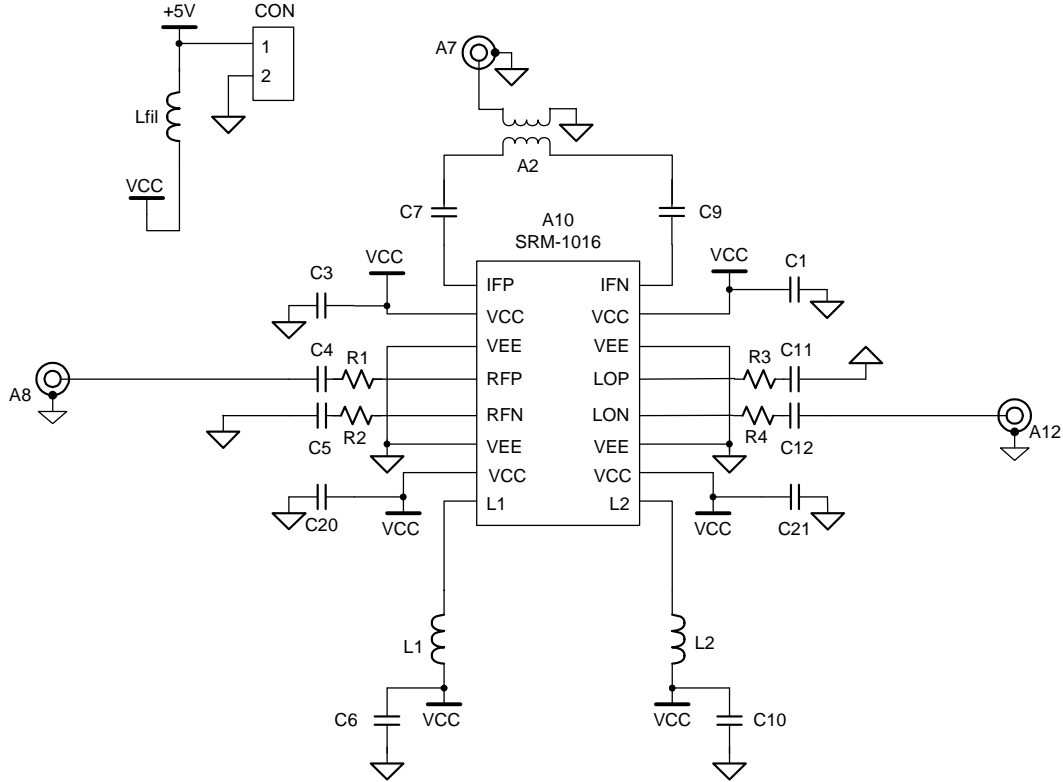 +5V
CON
1
2
Lfil
VCC
A7
A2
C7
C9
A10
SRM-1016
VCC
VCC
C3
C1
IFP
IFN
VCC
VCC
VEE
VEE
C4
R1
R3
C11
RFP
LOP
A8
RFN
LON
A12
C5
R2
R4
C12
VEE
VEE
VCC
VCC
L1
L2
C20
VCC
VCC
C21
L1
L2
C6
VCC
VCC
C10